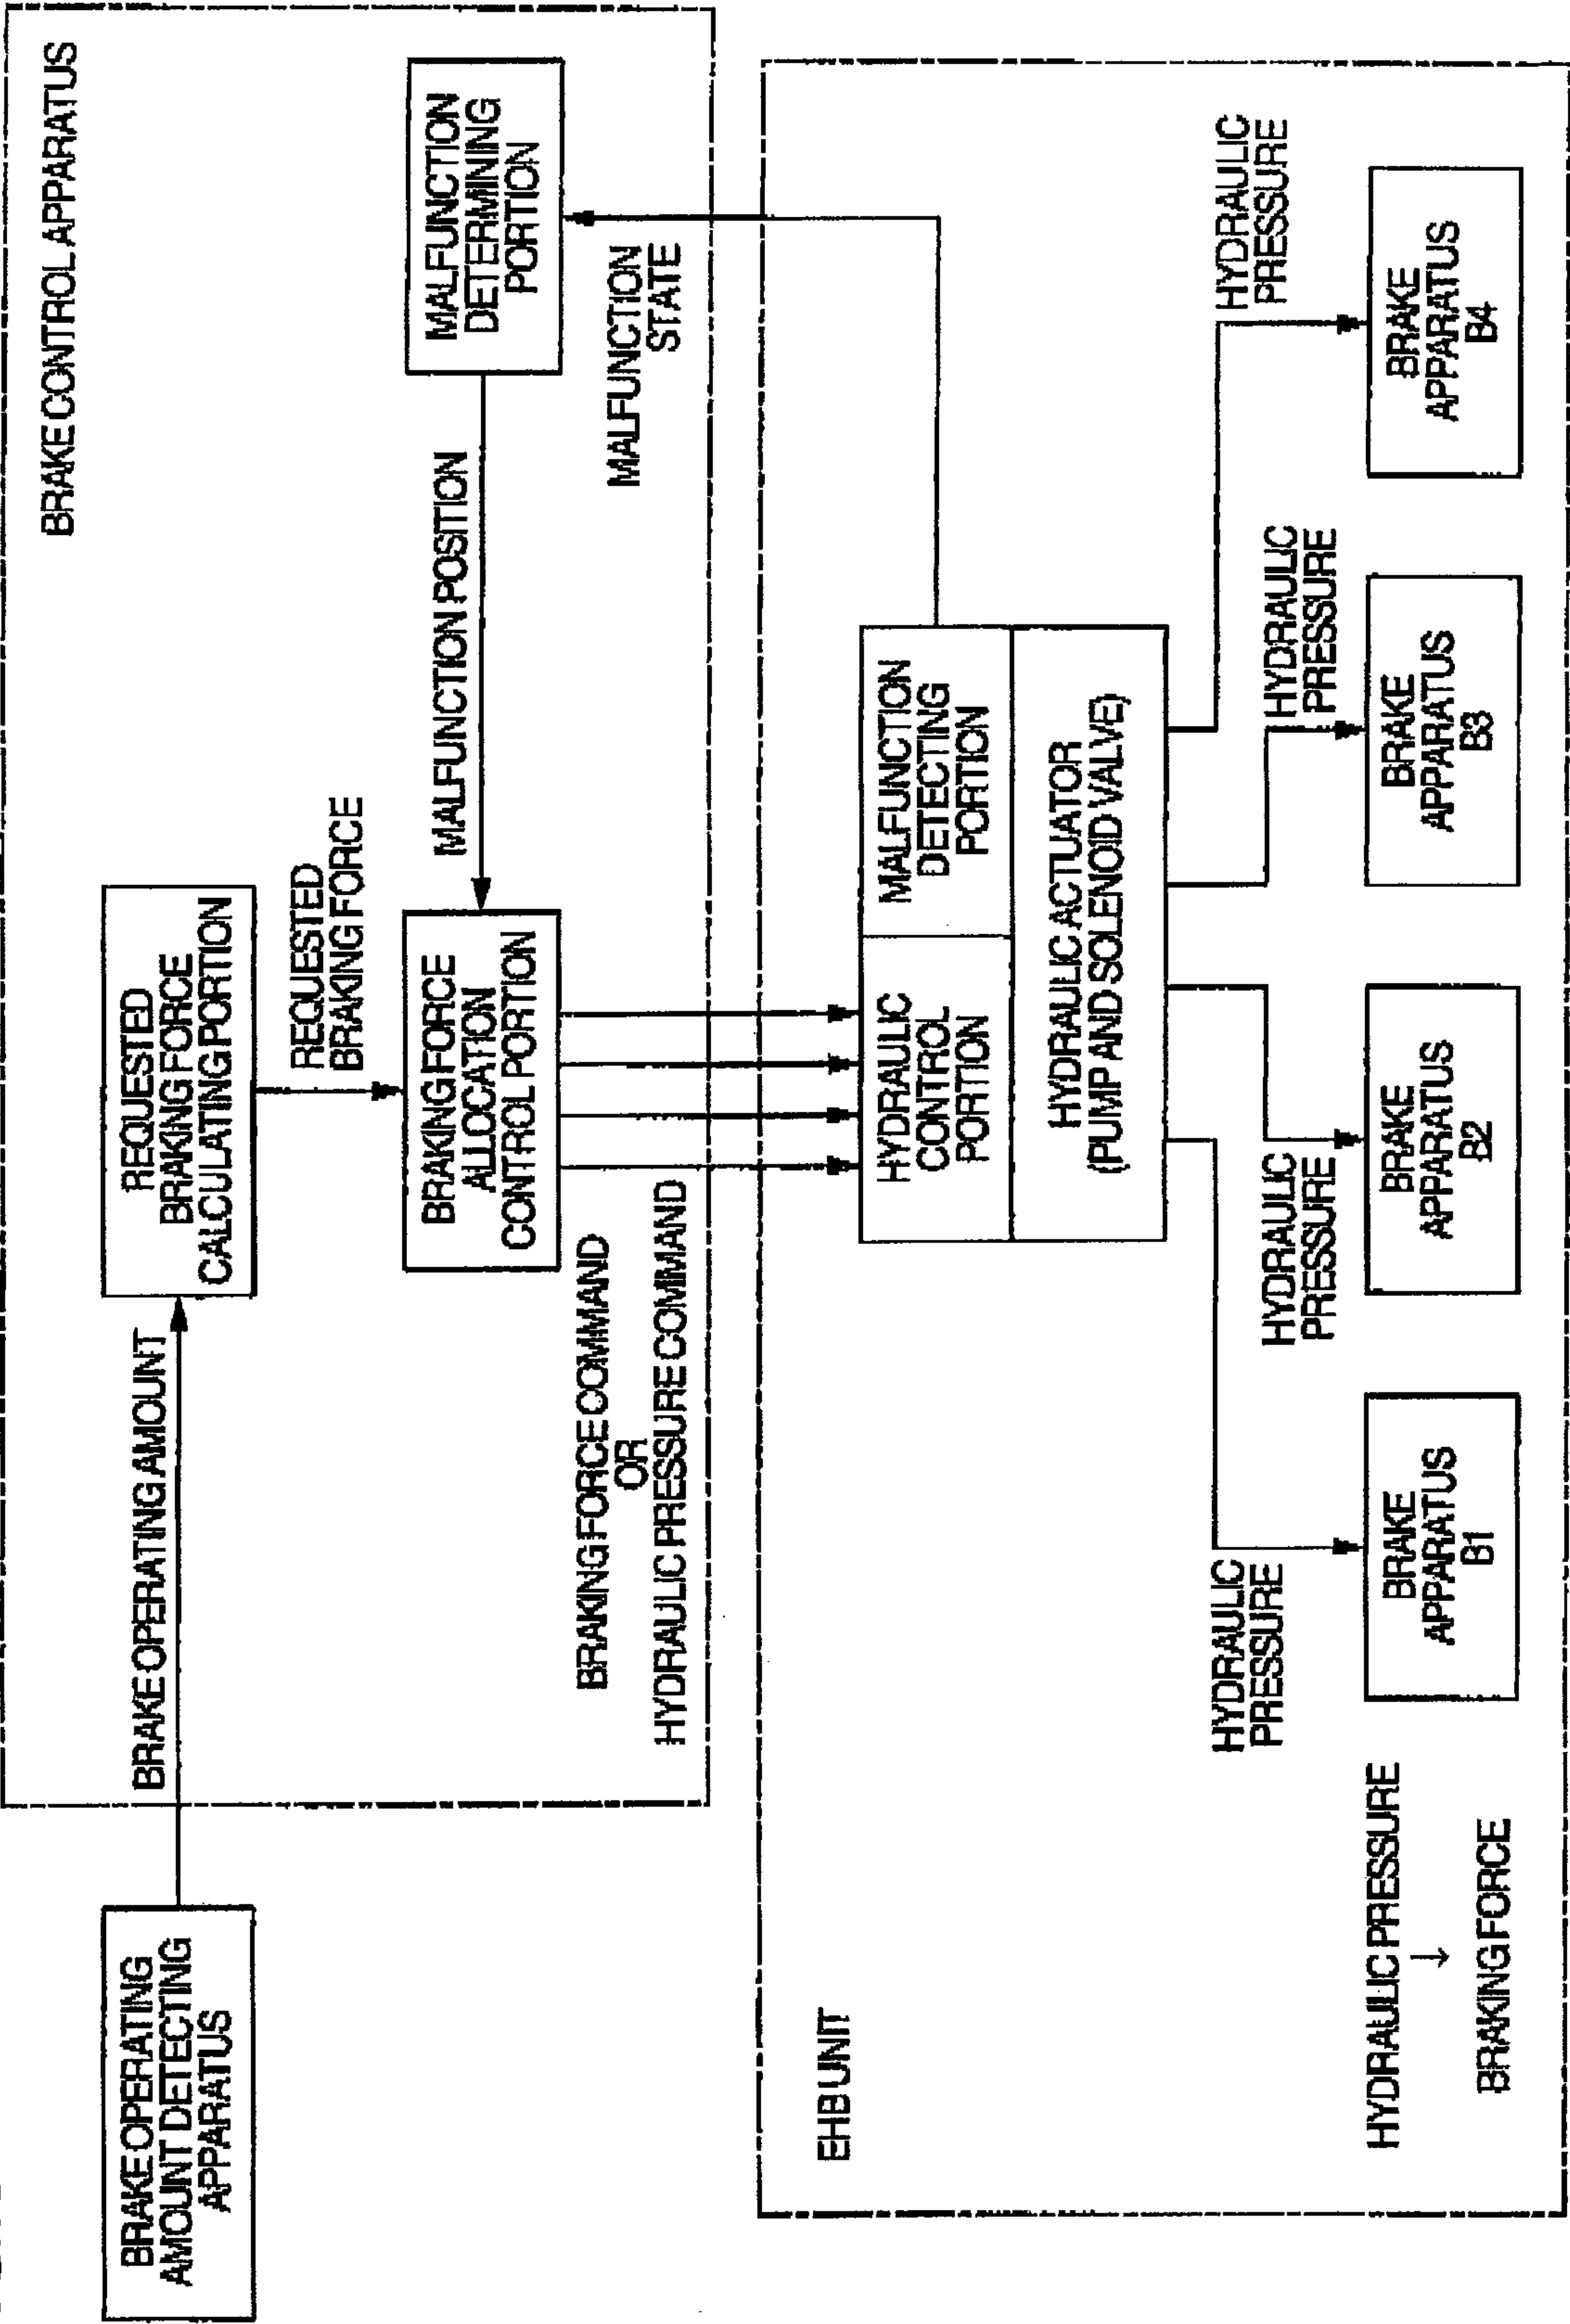 BRAKE CONTROL APPARATUS
BRAKE OPERATING
AMOUNT DETECTING
APPARATUS
BRAKE OPERATING AMOUNT
REQUESTED
BRAKING FORCE
CALCULATING PORTION
REQUESTED
BRAKING FORCE
BRAKING FORCE
ALLOCATION
CONTROL PORTION
MALFUNCTION POSITION
MALFUNCTION
DETERMINING
PORTION
MALFUNCTION
STATE
BRAKING FORCE COMMAND
OR
HYDRAULIC PRESSURE COMMAND
EHB UNIT
HYDRAULIC
CONTROL
PORTION
MALFUNCTION
DETECTING
PORTION
HYDRAULIC ACTUATOR
(PUMP AND SOLENOID VALVE)
HYDRAULIC
PRESSURE
HYDRAULIC
PRESSURE
HYDRAULIC
PRESSURE
HYDRAULIC
PRESSURE
HYDRAULIC PRESSURE
↓
BRAKING FORCE
BRAKE
APPARATUS
B1
BRAKE
APPARATUS
B2
BRAKE
APPARATUS
B3
BRAKE
APPARATUS
B4